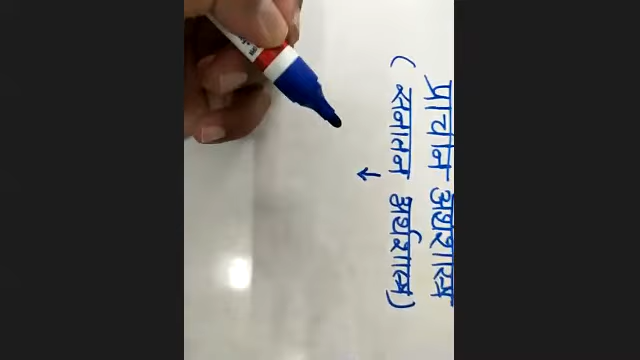 प्राचीन अर्थशास्त्र
( सनातन अर्थशास्त्र)
↓